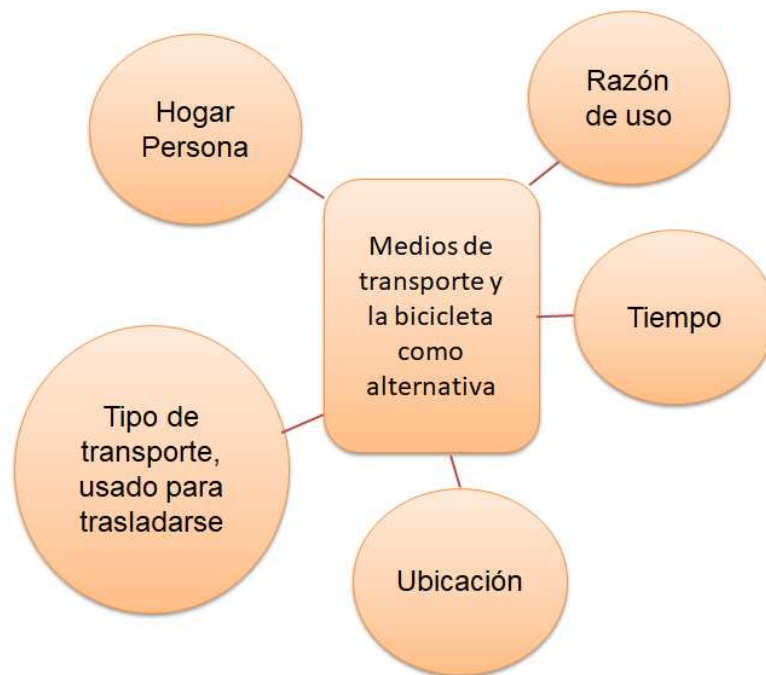 Hogar
Persona
Razón
de uso
Medios de
transporte y
la bicicleta
como
alternativa
Tiempo
Tipo de
transporte,
usado para
trasladarse
Ubicación